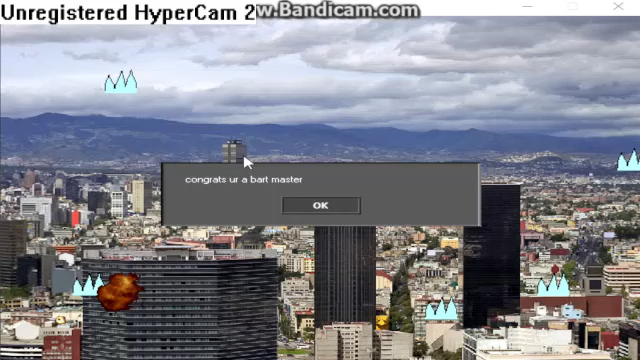 Unregistered HyperCam 2
w.Bandicam.com
congrats ur a bart master
OK